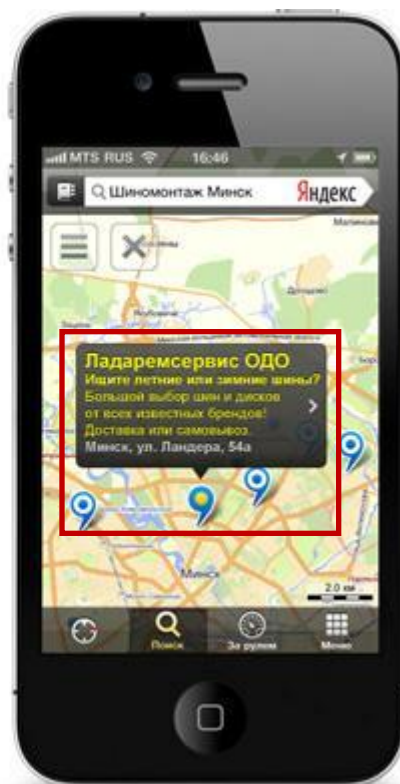 MTS RUS 16:46
Шиномонтаж Минск Яндекс
Ладаремсервис ОДО
Ищите летние или зимние шины?
Большой выбор шин и дисков
от всех известных брендов!
Доставка или самовывоз.
Минск, ул. Ландера, 54а
Минск
2.0 км
Поиск За рулем Меню